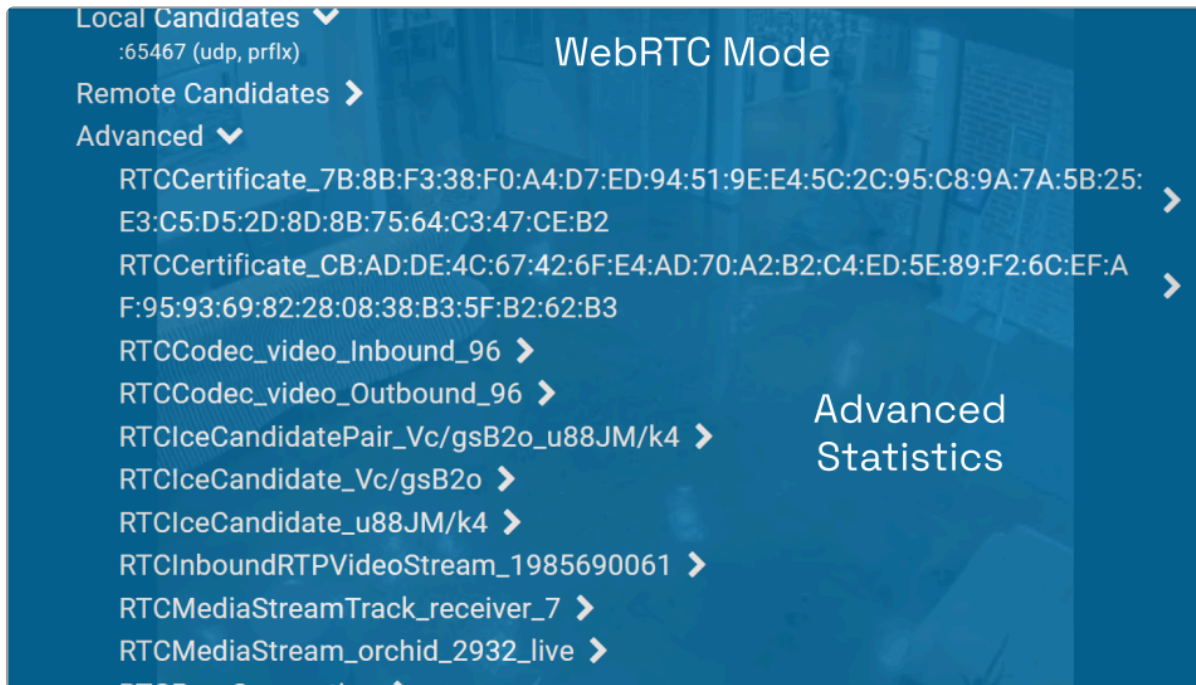 Local Candidates
:65467 (udp, prflx)
WebRTC Mode
Remote Candidates
Advanced
RTCCertificate_7B:8B:F3:38:F0:A4:D7:ED:94:51:9E:E4:5C:2C:95:C8:9A:7A:5B:25:
E3:C5:D5:2D:8D:8B:75:64:C3:47:CE:B2
RTCCertificate_CB:AD:DE:4C:67:42:6F:E4:AD:70:A2:B2:C4:ED:5E:89:F2:6C:EF:A
F:95:93:69:82:28:08:38:B3:5F:B2:62:B3
RTCCodec_video_Inbound_96
RTCCodec_video_Outbound_96
RTCIceCandidatePair_Vc/gsB2o_u88JM/k4
RTCIceCandidate_Vc/gsB2o
RTCIceCandidate_u88JM/k4
RTCInboundRTPVideoStream_1985690061
RTCMediaStreamTrack_receiver_7
RTCMediaStream_orchid_2932_live
Advanced
Statistics